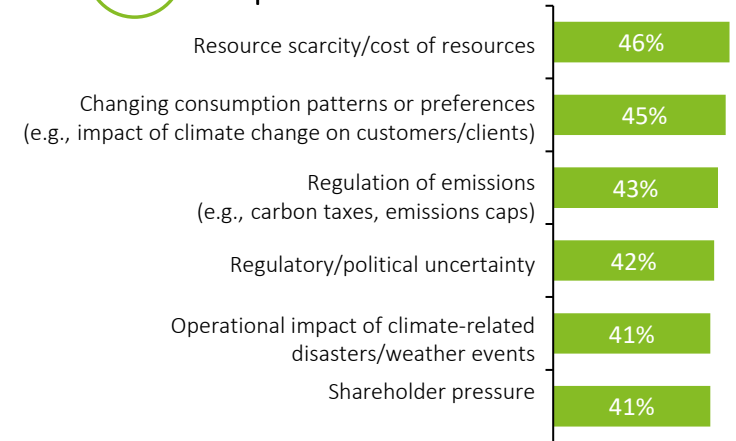 Resource scarcity/cost of resources
46%
Changing consumption patterns or preferences
(e.g., impact of climate change on customers/clients)
45%
Regulation of emissions
(e.g., carbon taxes, emissions caps)
43%
Regulatory/political uncertainty
42%
Operational impact of climate-related
disasters/weather events
41%
Shareholder pressure
41%